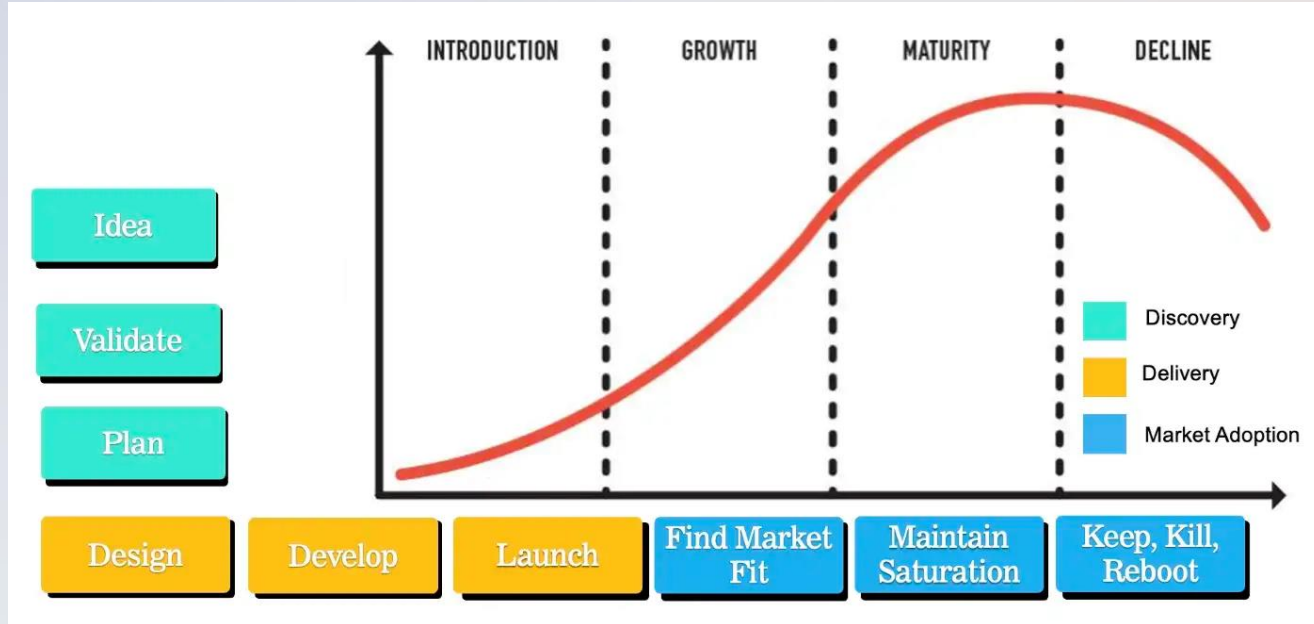 INTRODUCTION
GROWTH
MATURITY
DECLINE
Idea
Validate
Plan
Discovery
Delivery
Market Adoption
Design
Develop
Launch
Find Market
Fit
Maintain
Saturation
Keep, Kill,
Reboot